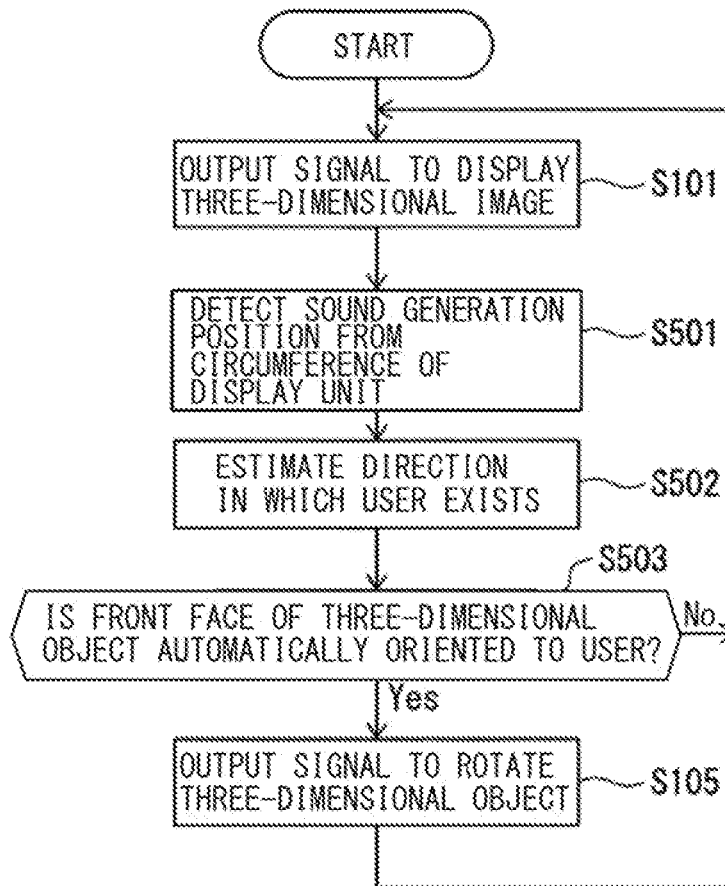 START
OUTPUT SIGNAL TO DISPLAY
THREE-DIMENSIONAL IMAGE
S101
DETECT SOUND GENERATION
POSITION FROM
CIRCUMFERENCE OF
DISPLAY UNIT
S501
ESTIMATE DIRECTION
IN WHICH USER EXISTS
S502
S503
IS FRONT FACE OF THREE-DIMENSIONAL
OBJECT AUTOMATICALLY ORIENTED TO USER?
No
Yes
OUTPUT SIGNAL TO ROTATE
THREE-DIMENSIONAL OBJECT
S105